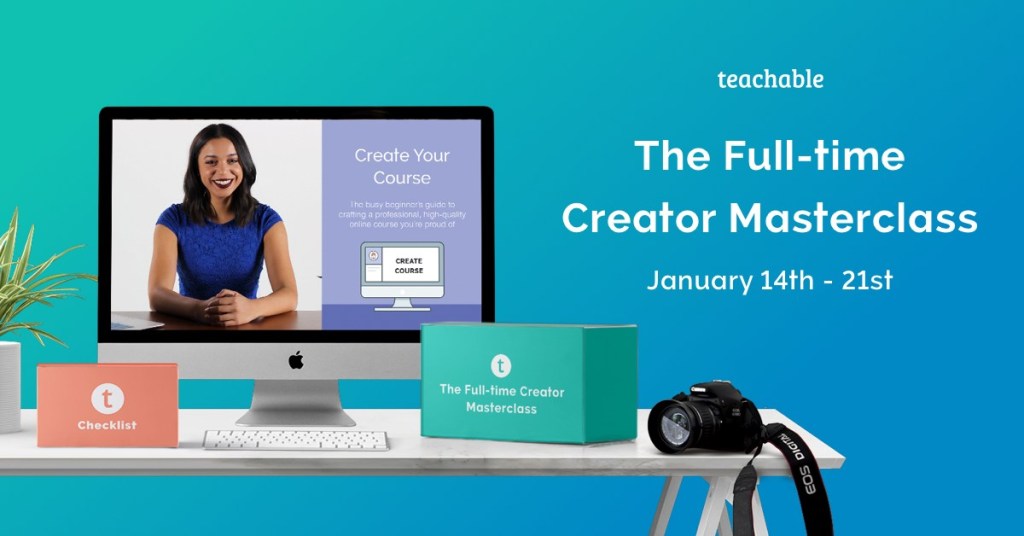 teachable
The Full-time
Creator Masterclass
January 14th - 21st
Create Your
Course
The busy beginner's guide to
crafting a professional, high-quality
online course you're proud of
CREATE
COURSE
t
Checklist
t
The Full-time Creator
Masterclass
EOS DIGITAL